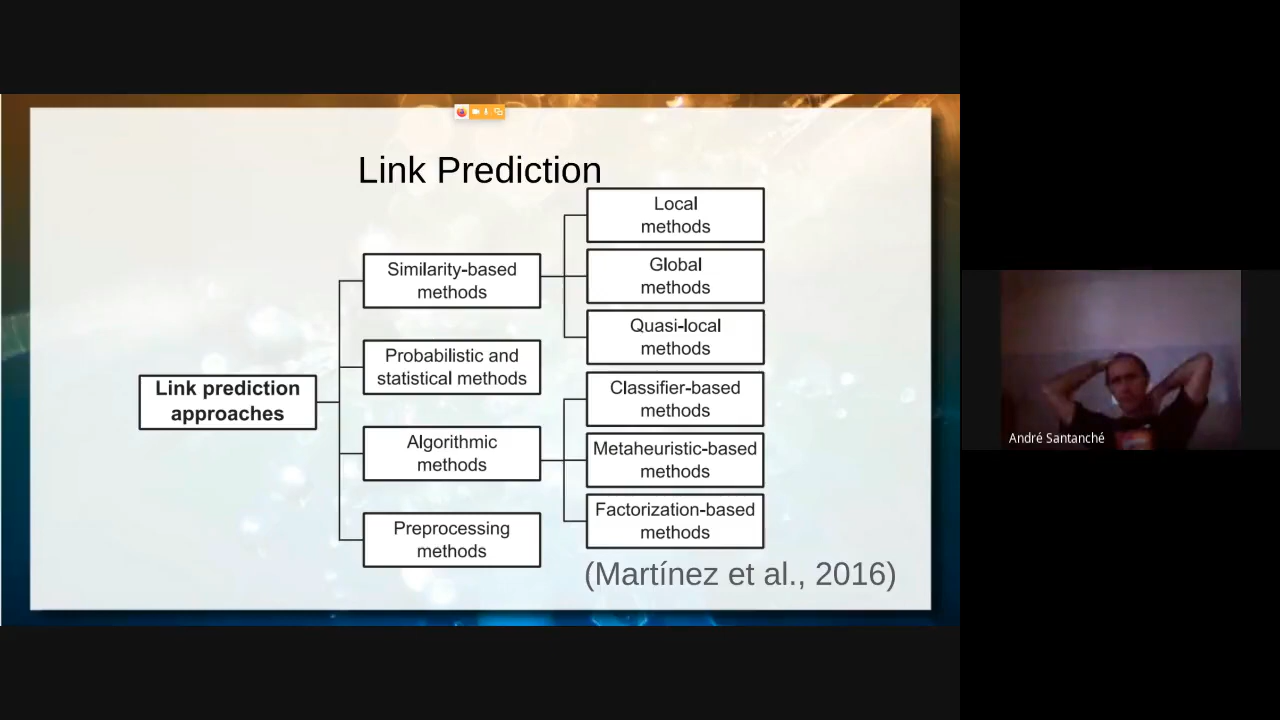 Link Prediction
Local
methods
Similarity-based
methods
Global
methods
Quasi-local
methods
Probabilistic and
statistical methods
Link prediction
approaches
Classifier-based
methods
Algorithmic
methods
Metaheuristic-based
methods
Factorization-based
methods
Preprocessing
methods
(Martínez et al., 2016)
André Santanchè